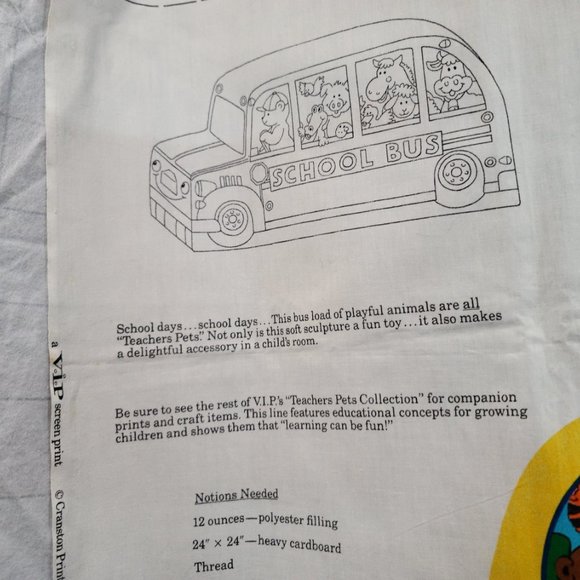 SCHOOL BUS
School days...school days...This bus load of playful animals are all
"Teachers Pets." Not only is this soft sculpture a fun toy...it also makes
a delightful accessory in a child's room.
Be sure to see the rest of V.I.P.'s "Teachers Pets Collection" for companion
prints and craft items. This line features educational concepts for growing
children and shows them that "learning can be fun!"
Notions Needed
12 ounces—polyester filling
24" × 24"—heavy cardboard
Thread
a V.I.P screen print © Cranston Print